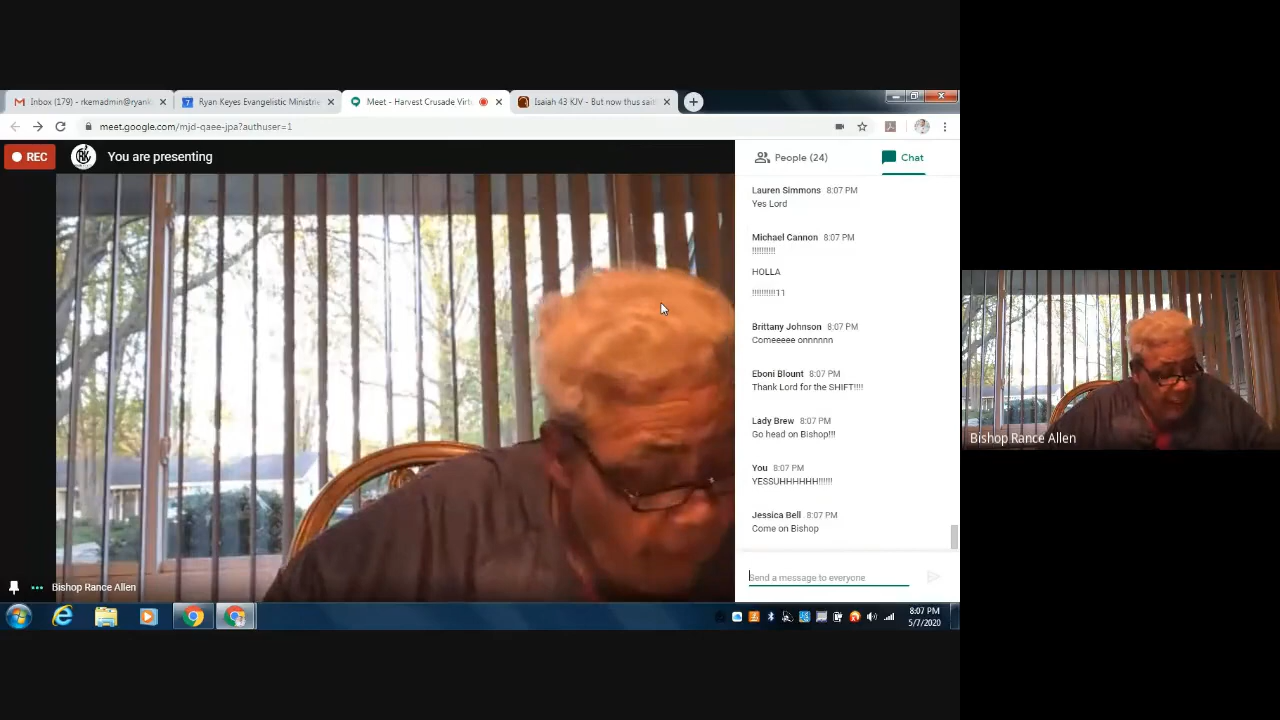 Inbox (179) - rkemadmin@ryank
Ryan Keyes Evangelistic Ministrie
Meet - Harvest Crusade Virtu
Isaiah 43 KJV - But now thus sait
meet.google.com/mjd-qaee-jpa?authuser=1
REC
RK
You are presenting
People (24)
Chat
Lauren Simmons 8:07 PM
Yes Lord
Michael Cannon 8:07 PM
!!!!!!!!!!
HOLLA
!!!!!!!!!!11
Brittany Johnson 8:07 PM
Comeeeee onnnnnn
Eboni Blount 8:07 PM
Thank Lord for the SHIFT!!!!
Lady Brew 8:07 PM
Go head on Bishop!!!
You 8:07 PM
YESSUHHHHH!!!!!!
Jessica Bell 8:07 PM
Come on Bishop
Send a message to everyone
Bishop Rance Allen
Bishop Rance Allen
8:07 PM
5/7/2020